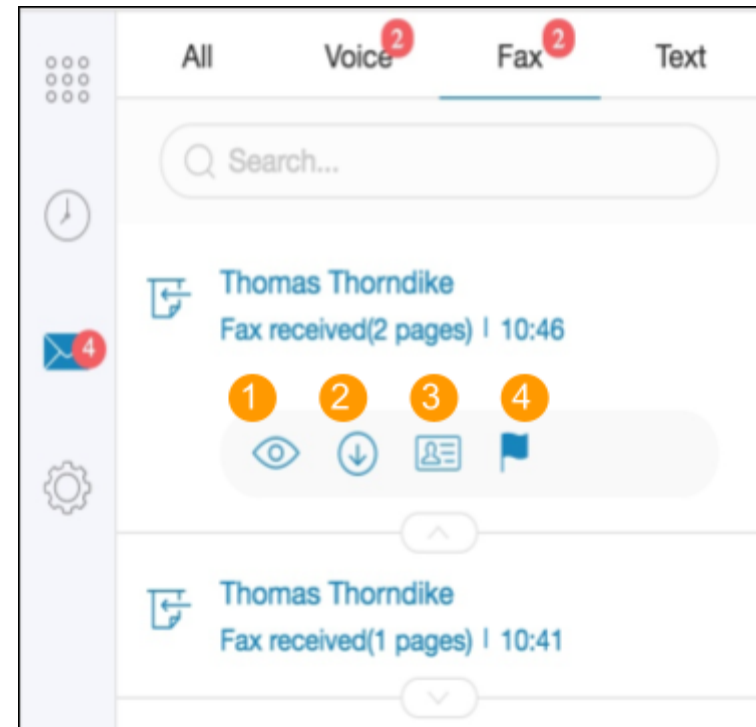 All Voice 2 Fax 2 Text
Search...
Thomas Thorndike
Fax received(2 pages) | 10:46
4
1 2 3 4
Thomas Thorndike
Fax received(1 pages) | 10:41